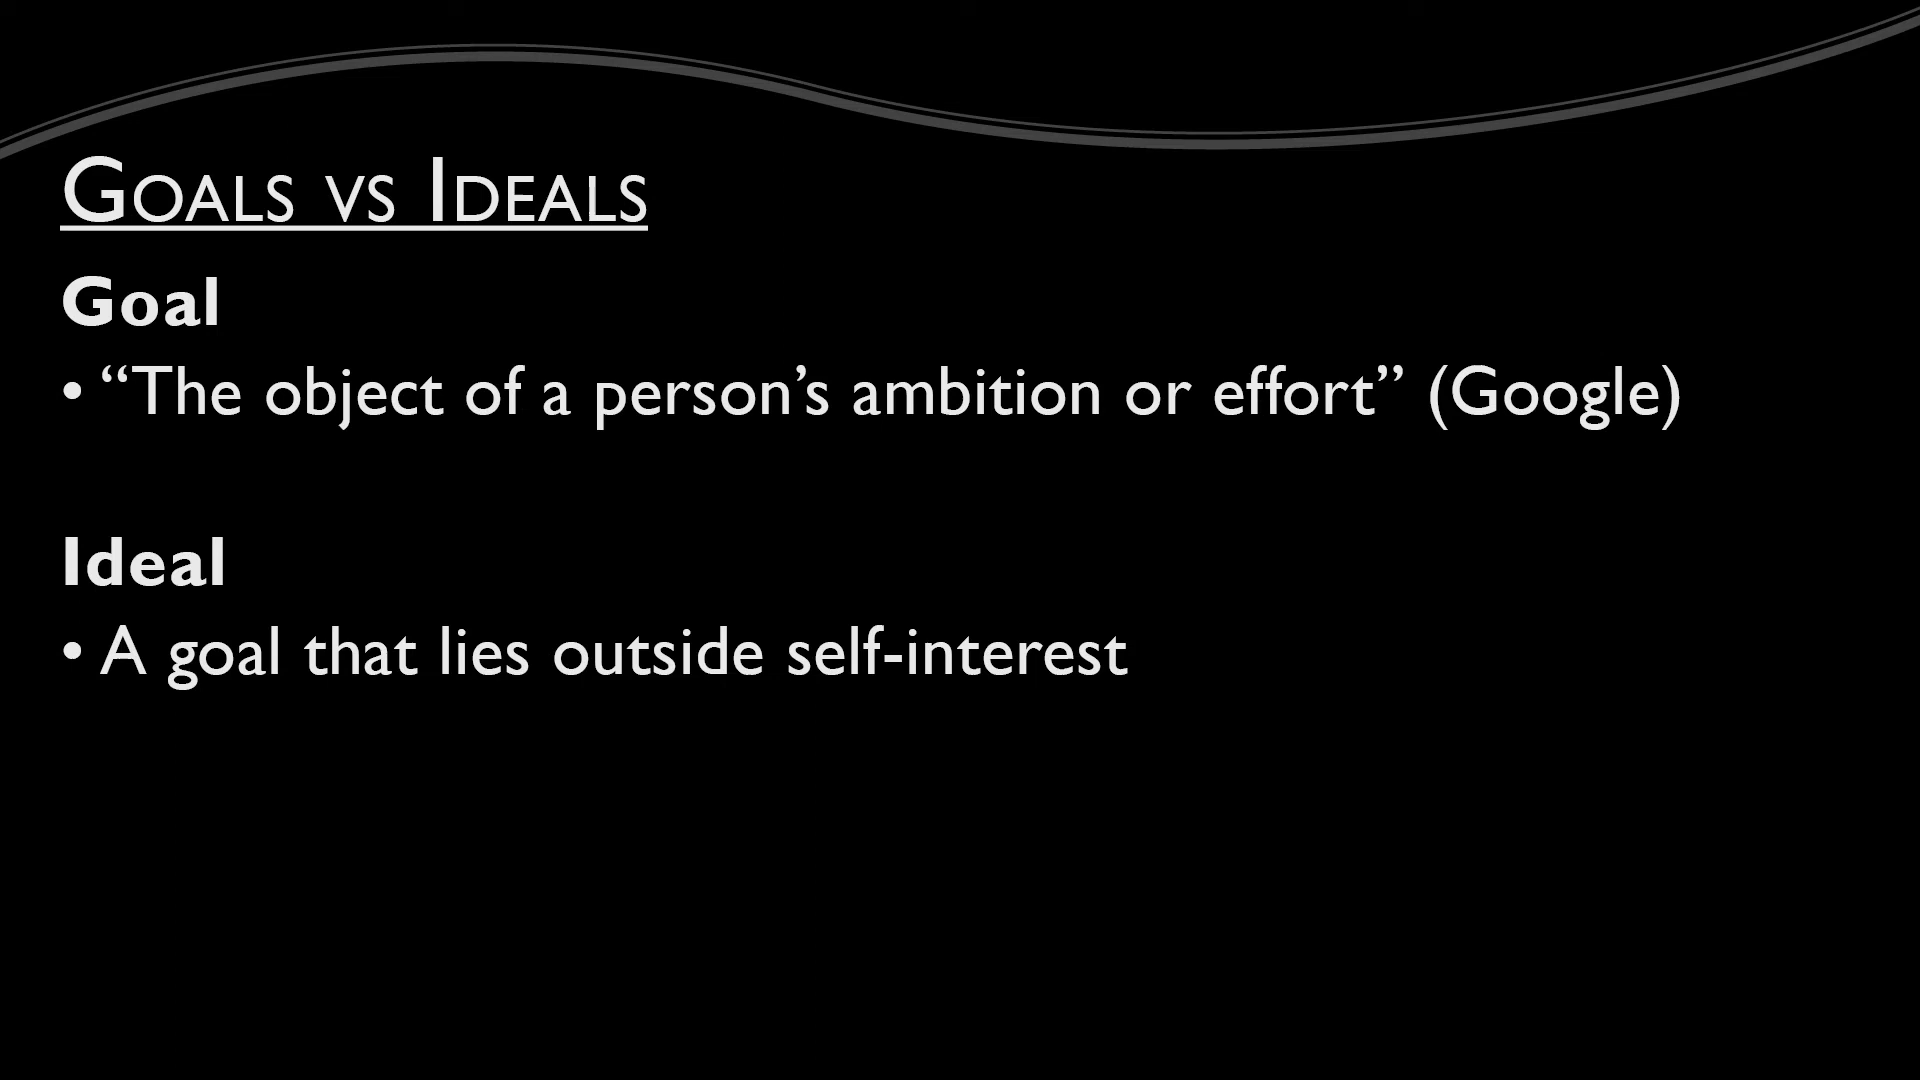 Goals vs Ideals
Goal
• “The object of a person’s ambition or effort” (Google)
Ideal
• A goal that lies outside self-interest